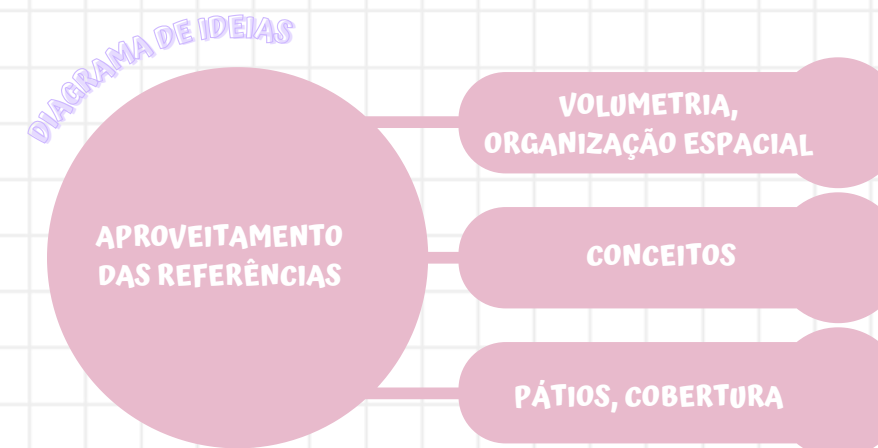 DIAGRAMA DE IDEIAS
APROVEITAMENTO
DAS REFERÊNCIAS
VOLUMETRIA,
ORGANIZAÇÃO ESPACIAL
CONCEITOS
PÁTIOS, COBERTURA